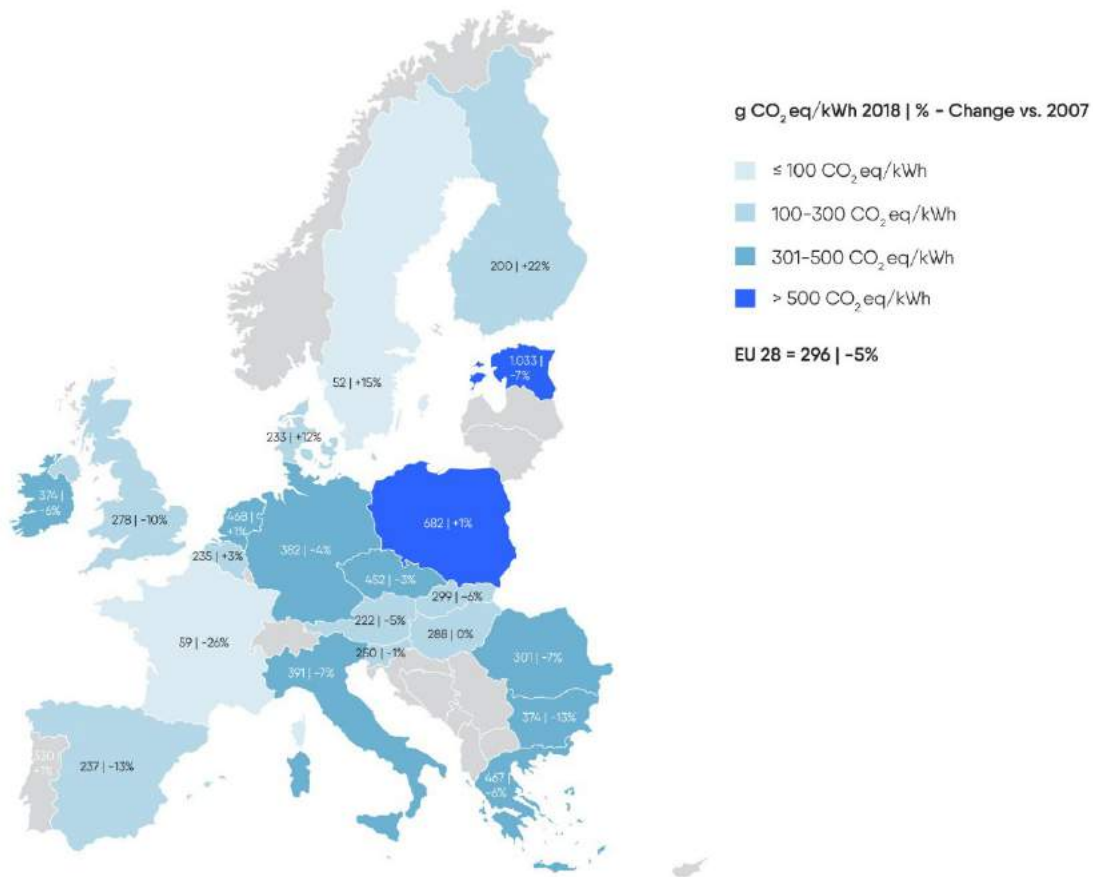 g CO₂ eq/kWh 2018 | % - Change vs. 2007
≤ 100 CO₂ eq/kWh
100-300 CO₂ eq/kWh
301-500 CO₂ eq/kWh
> 500 CO₂ eq/kWh
EU 28 = 296 | -5%
200 | +22%
1.033 |
-7%
52 | +15%
233 | +12%
374 |
-6%
278 | -10%
468 |
+1%
682 | +1%
235 | +3%
382 | -4%
452 | -3%
299 | -6%
222 | -5%
288 | 0%
59 | -26%
250 | -1%
391 | -7%
301 | -7%
374 | -13%
237 | -13%
467 |
-6%